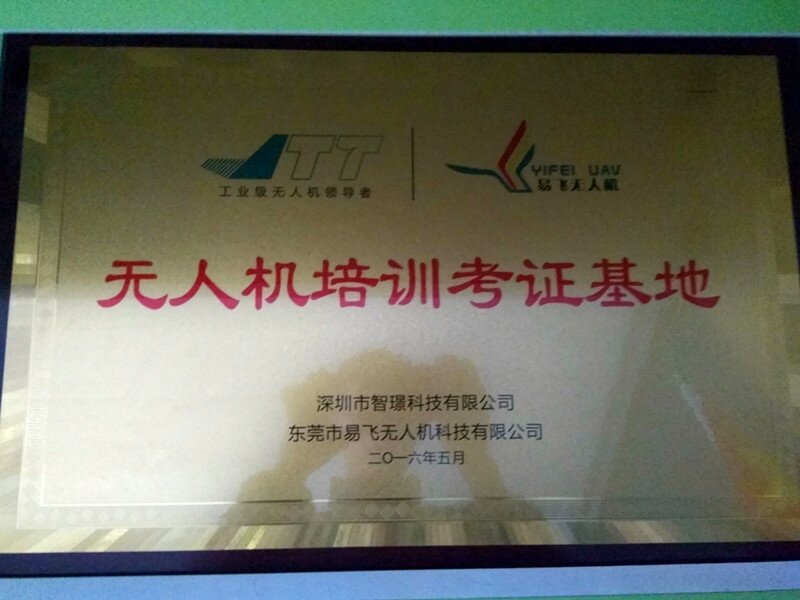 JTT
工业级无人机领导者
YIFEI UAV
易飞无人机
无人机培训考证基地
深圳市智璟科技有限公司
东莞市易飞无人机科技有限公司
二〇一六年五月